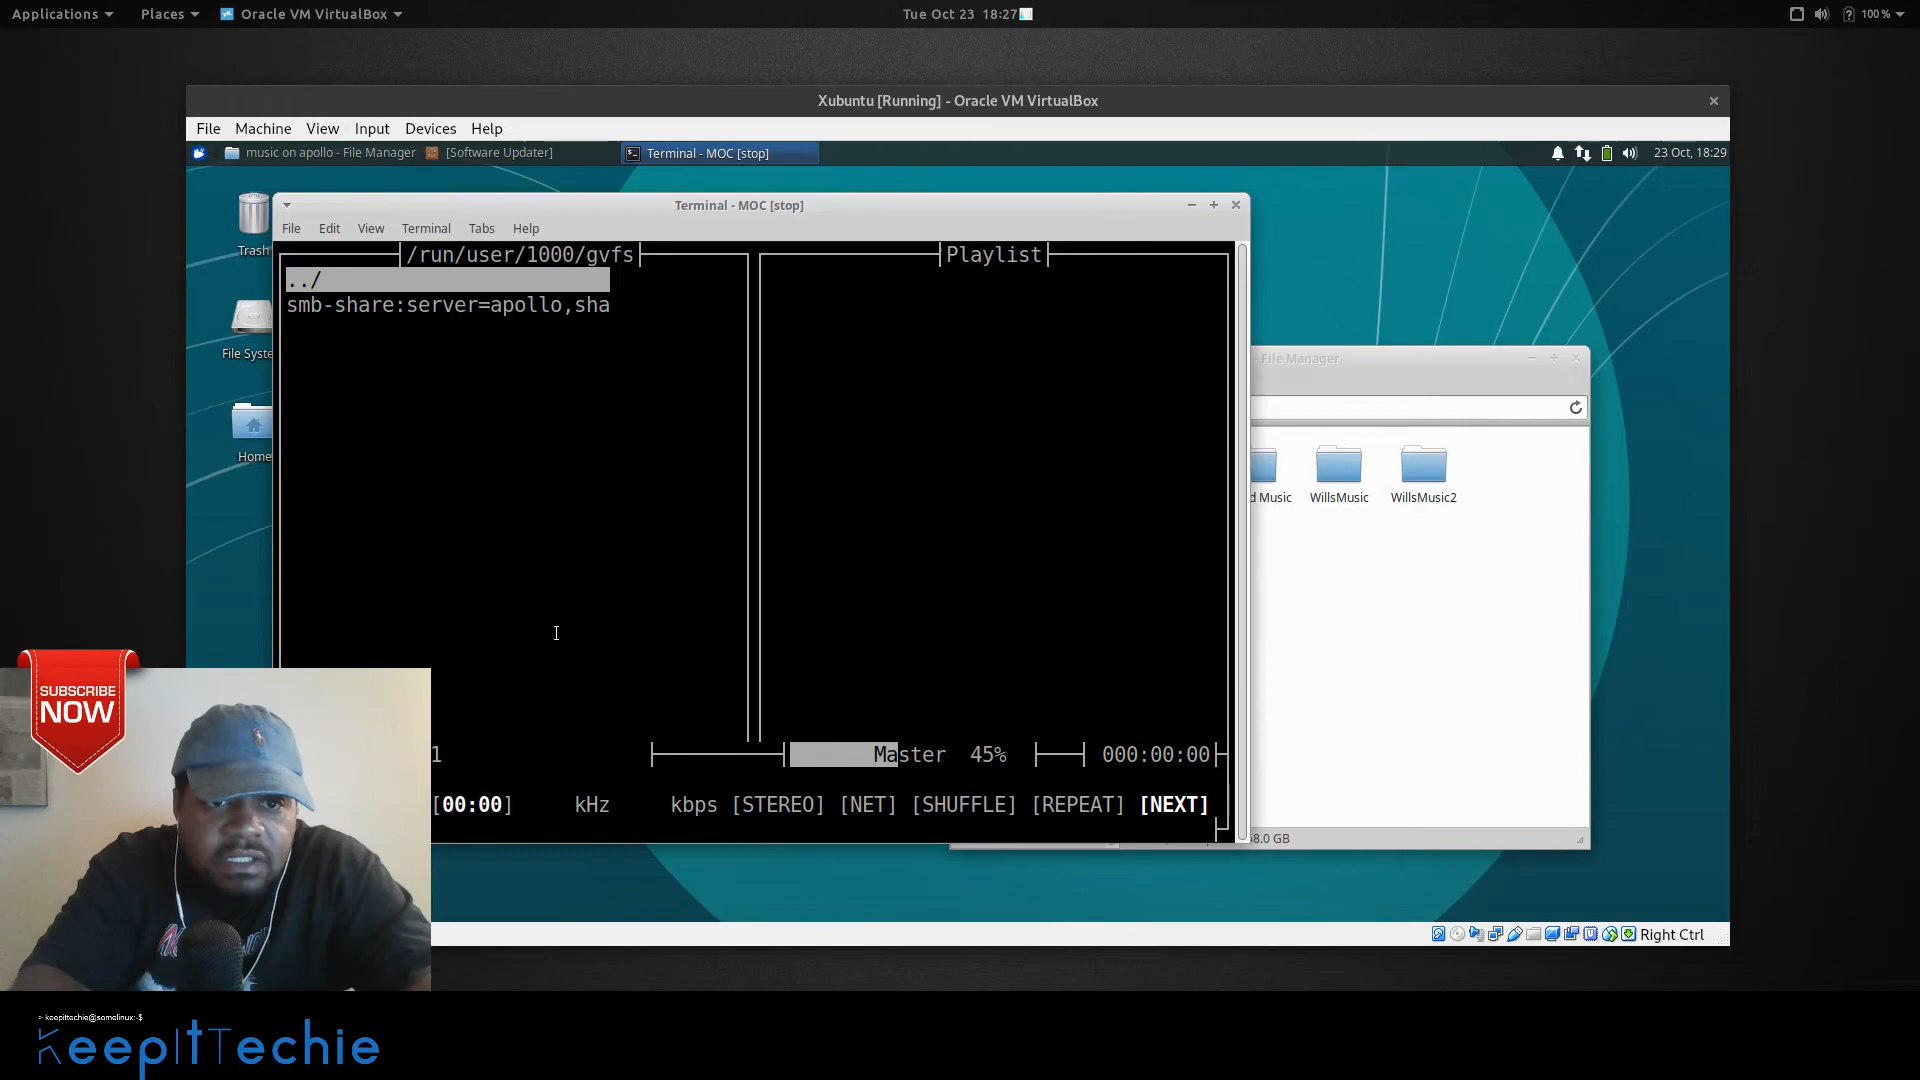 Applications Places Oracle VM VirtualBox Tue Oct 23 18:27 100 %
Xubuntu [Running] - Oracle VM VirtualBox
File Machine View Input Devices Help
music on apollo - File Manager [Software Updater] Terminal - MOC [stop] 23 Oct, 18:29
Terminal - MOC [stop]
File Edit View Terminal Tabs Help
Trash
File Syste
Home
/run/user/1000/gvfs Playlist
../
smb-share:server=apollo,sha
- File Manager
d Music WillsMusic WillsMusic2
1 Master 45% 000:00:00
[00:00] kHz kbps [STEREO] [NET] [SHUFFLE] [REPEAT] [NEXT]
8.0 GB
Right Ctrl
SUBSCRIBE
NOW
> keepittechie@somelinux:-$
KeepItTechie